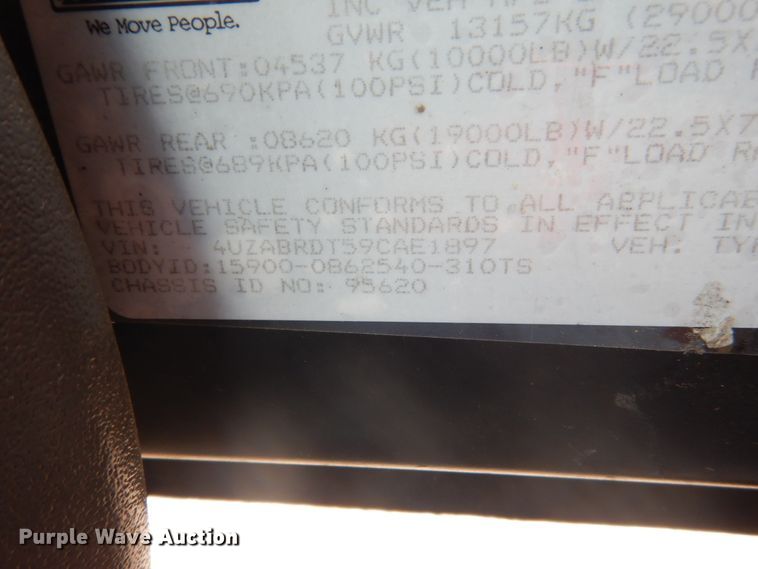 We Move People.
INC VEH MFD
GVWR 13157KG (29000
GAWR FRONT:04537 KG(10000LB)W/22.5X
TIRES@690KPA(100PSI)COLD,"F"LOAD
GAWR REAR :08620 KG(19000LB)W/22.5X7
TIRES@689KPA(100PSI)COLD,"F"LOAD
THIS VEHICLE CONFORMS TO ALL APPLICAB
VEHICLE SAFETY STANDARDS IN EFFECT IN
VIN: 4UZABRDT59CAE1897 VEH. TY
BODYID:15900-0862540-310TS
CHASSIS ID NO: 95620
Purple Wave Auction